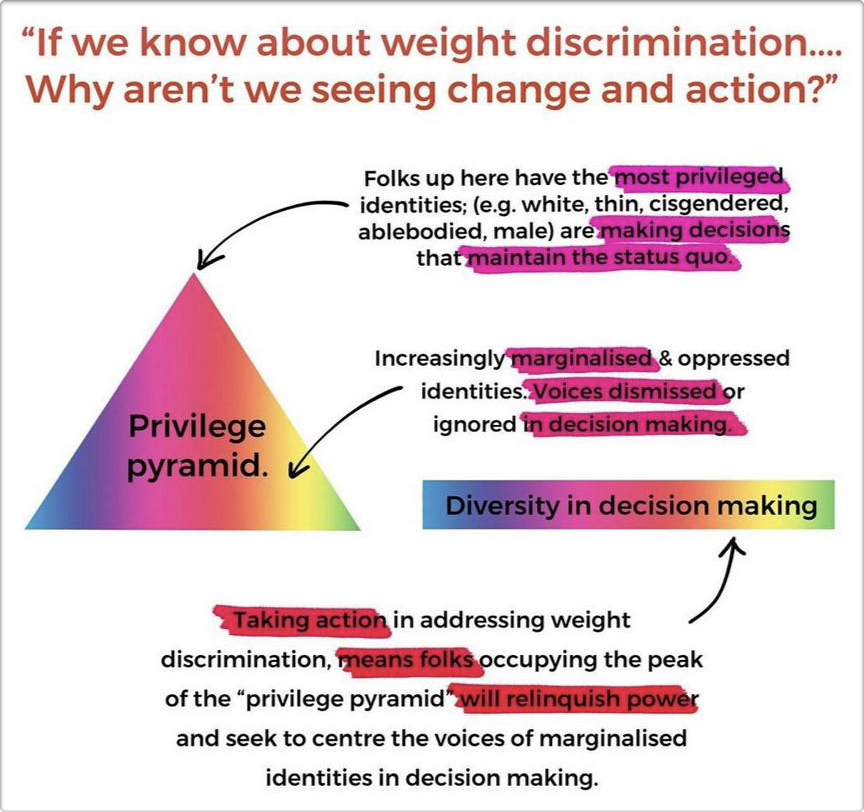 “If we know about weight discrimination....
Why aren’t we seeing change and action?”
Folks up here have the most privileged
identities; (e.g. white, thin, cisgendered,
ablebodied, male) are making decisions
that maintain the status quo.
Increasingly marginalised & oppressed
identities. Voices dismissed or
ignored in decision making.
Privilege
pyramid.
Diversity in decision making
Taking action in addressing weight
discrimination, means folks occupying the peak
of the “privilege pyramid” will relinquish power
and seek to centre the voices of marginalised
identities in decision making.